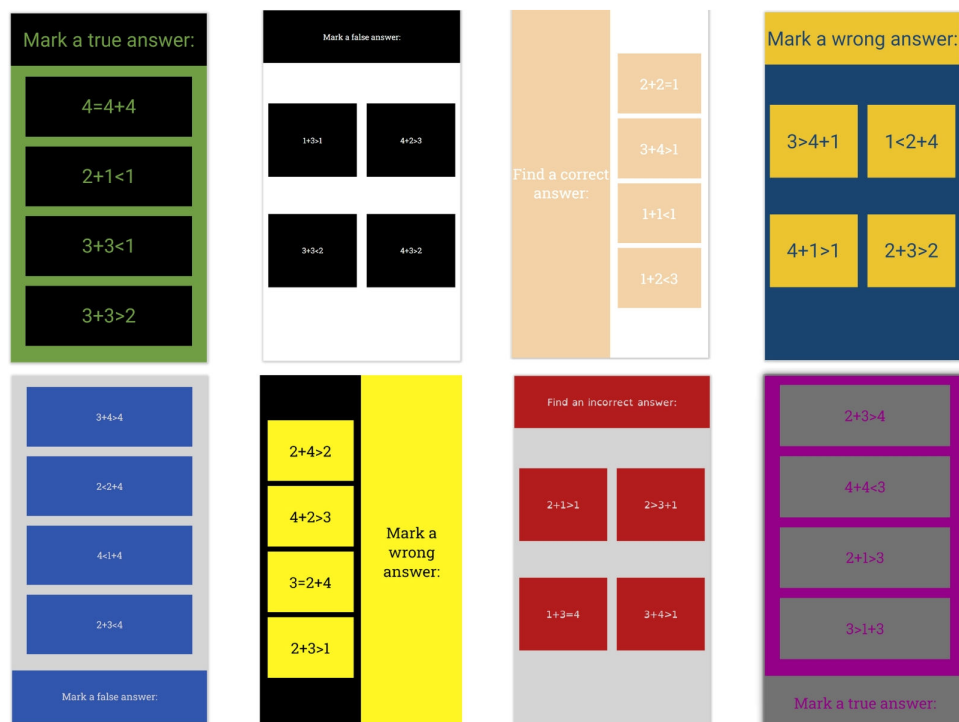 Mark a true answer:
4=4+4
2+1<1
3+3<1
3+3>2
Mark a false answer:
1+3>1
4+2>3
3+3<2
4+3>2
Find a correct
answer:
2+2=1
3+4>1
1+1<1
1+2<3
Mark a wrong answer:
3>4+1
1<2+4
4+1>1
2+3>2
3+4>4
2<2+4
4<1+4
2+3<4
Mark a false answer:
2+4>2
4+2>3
3=2+4
2+3>1
Mark a
wrong
answer:
Find an incorrect answer:
2+1>1
2>3+1
1+3=4
3+4>1
2+3>4
4+4<3
2+1>3
3>1+3
Mark a true answer: